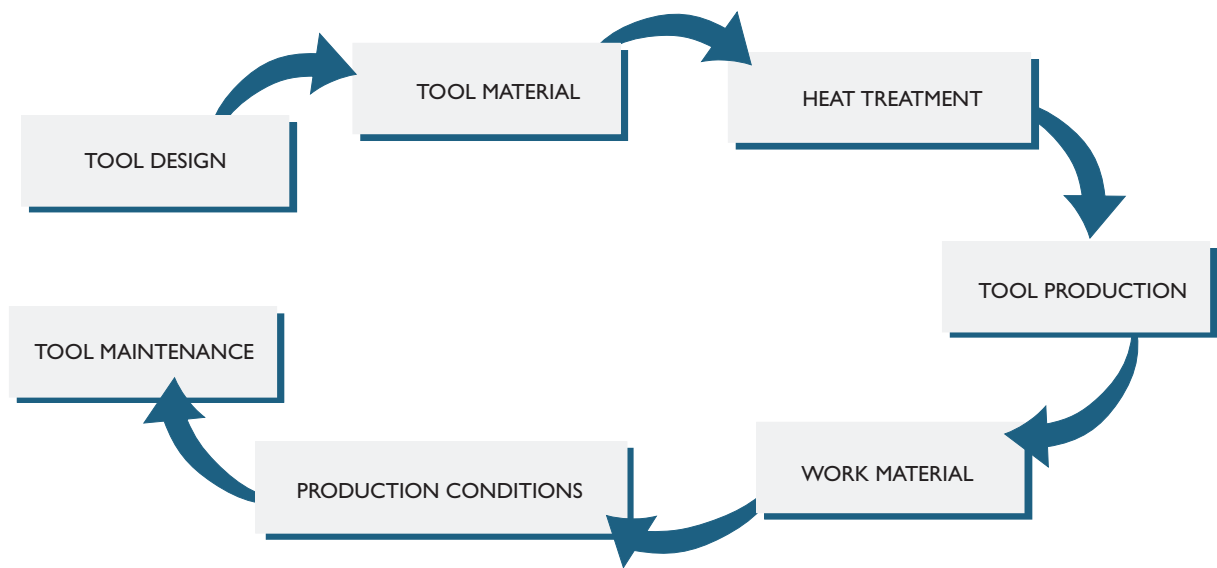 TOOL DESIGN
TOOL MATERIAL
HEAT TREATMENT
TOOL PRODUCTION
WORK MATERIAL
PRODUCTION CONDITIONS
TOOL MAINTENANCE